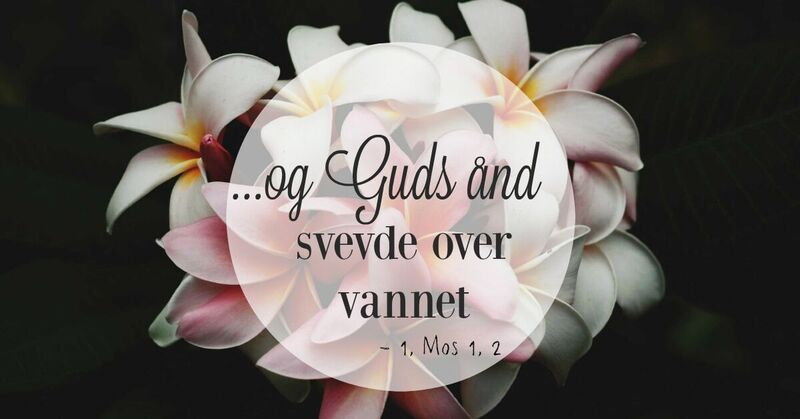 ...og Guds ånd
svevde over
vannet
- 1, Mos 1, 2